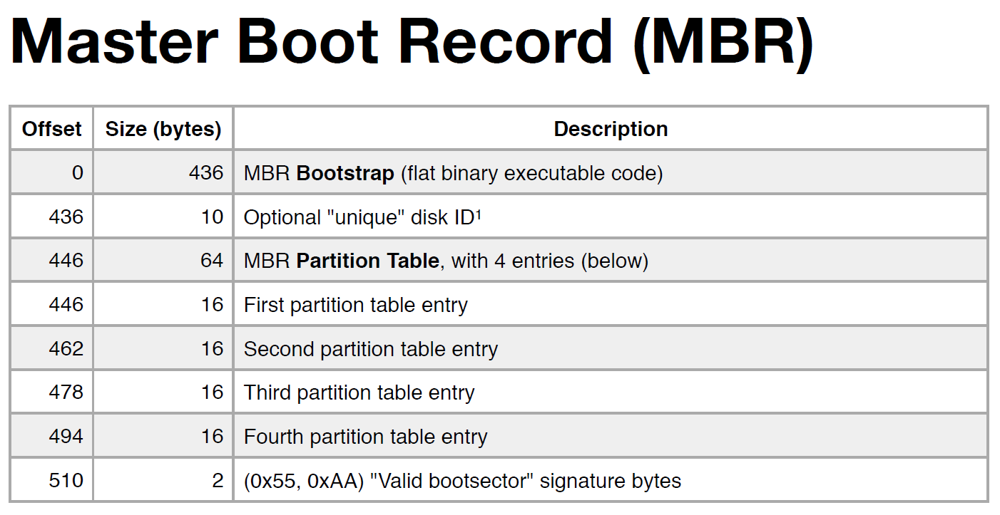 Master Boot Record (MBR)
Offset Size (bytes) Description
0 436 MBR Bootstrap (flat binary executable code)
436 10 Optional "unique" disk ID¹
446 64 MBR Partition Table, with 4 entries (below)
446 16 First partition table entry
462 16 Second partition table entry
478 16 Third partition table entry
494 16 Fourth partition table entry
510 2 (0x55, 0xAA) "Valid bootsector" signature bytes